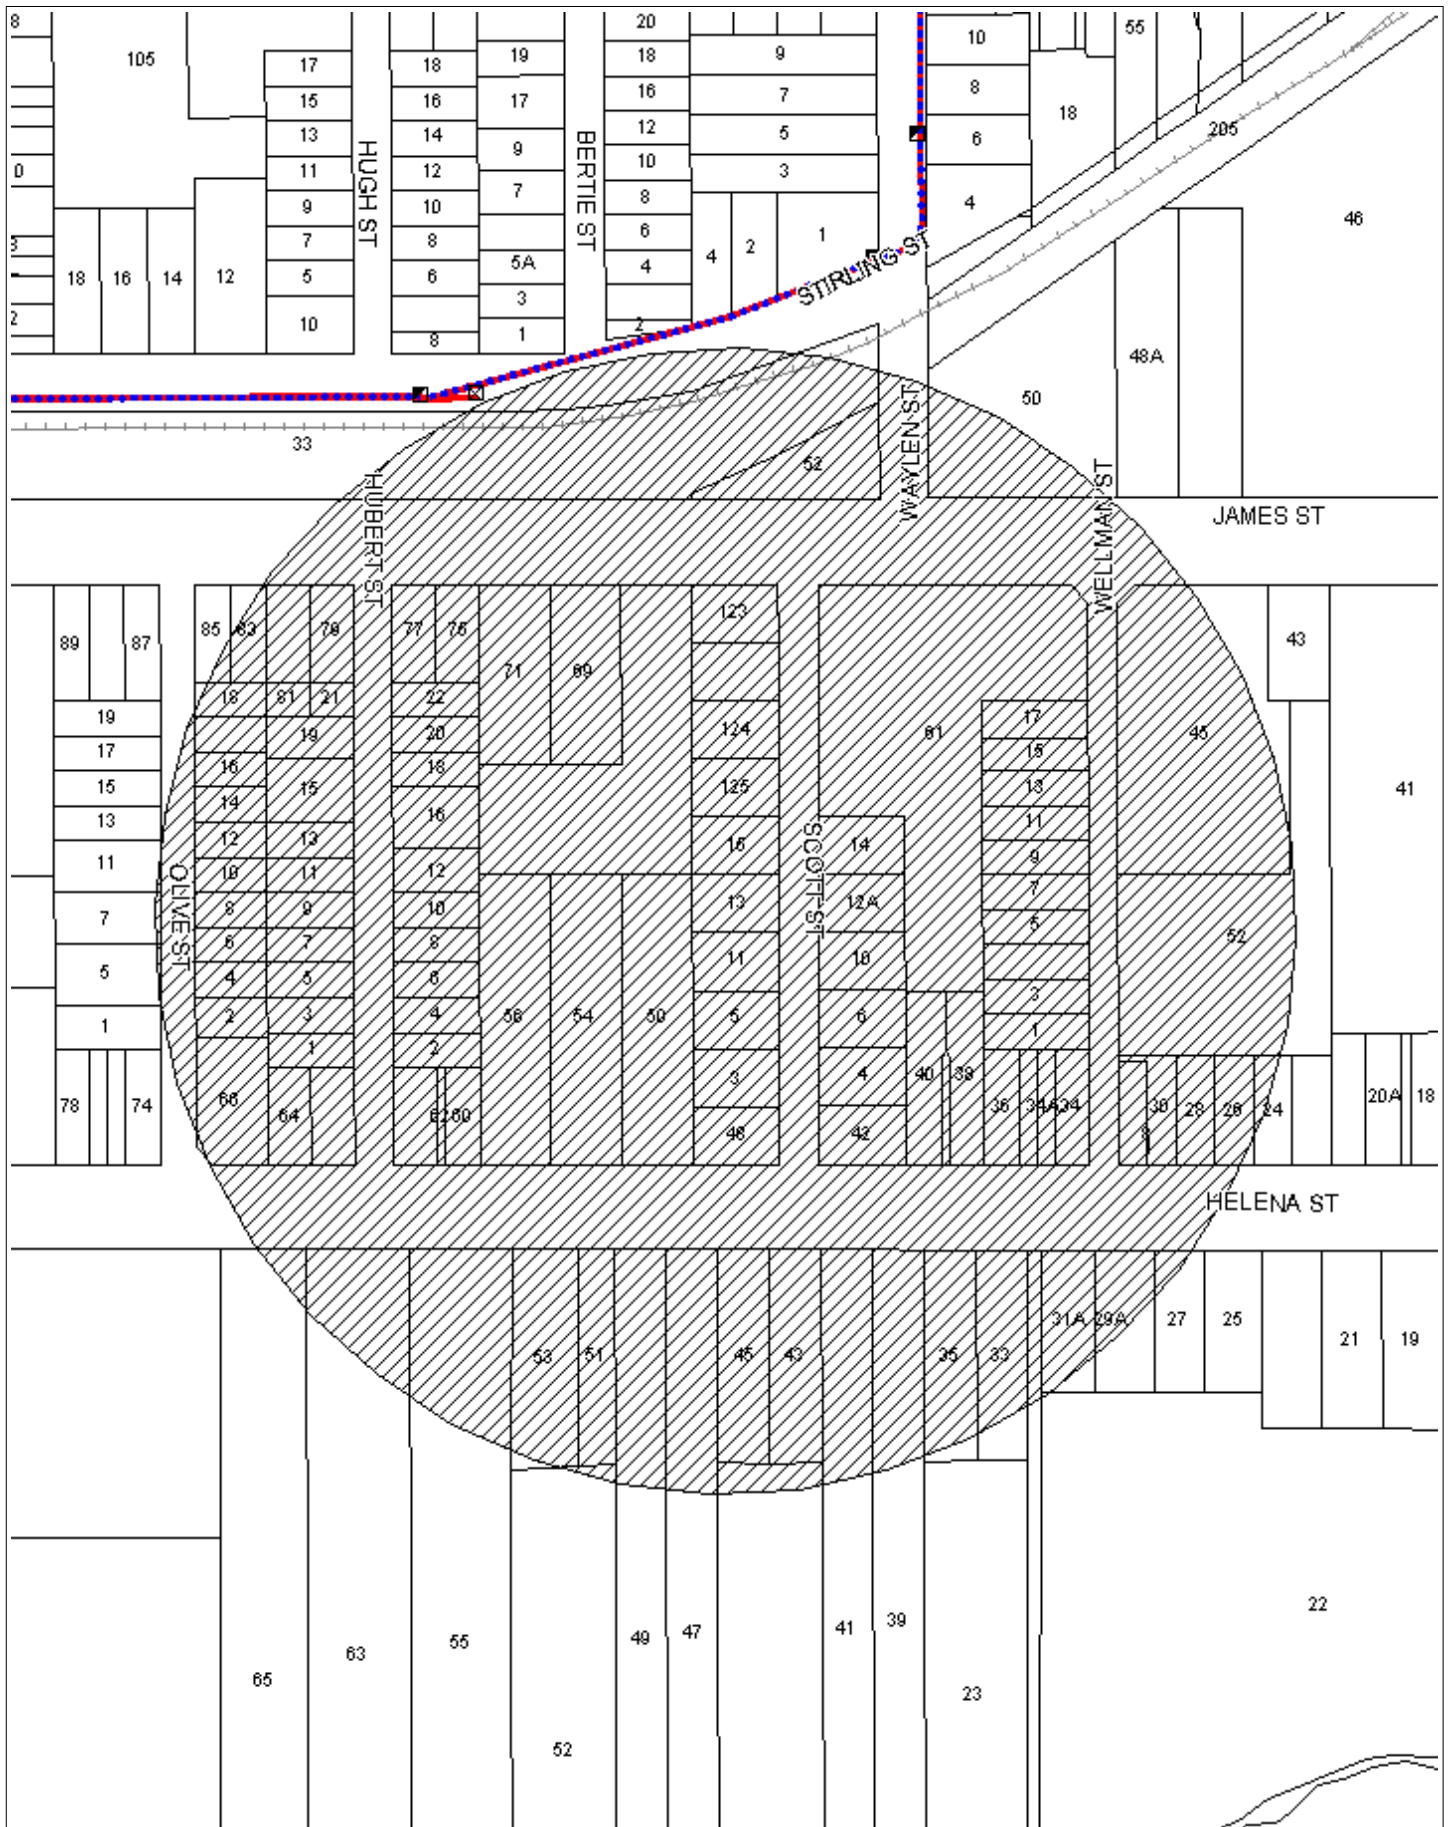 8 105 17 18 19 20 18 9 10 55
15 16 17 16 7 8 18 205
13 14 9 12 5 6
0 11 12 7 10 3 4 46
HUGH ST
BERTIE ST
9 10 8 1
7 8 5A 6 4 2
18 16 14 12 5 6 3 4
STIRLING ST
2 10 8 1 2
48A
50
33 52
WAYLEN ST
HUBERT ST
WELLMAN ST
JAMES ST
89 87 85 83 79 77 75 71 69 123 43
19 18 81 21 22 17
17 19 20 124 61 15 45
15 16 15 18 125 13 41
13 14 16 11
11 12 13 12 15 14 9
10 11 7
OLIVE ST
SCOTT ST
7 8 9 10 13 12A 5
5 6 7 8 11 10 52
4 5 6 3
1 2 3 4 56 54 50 5 6 1
1 2
78 74 66 64 62 60 3 4 40 38 36 34A 34 8 30 28 26 24 20A 18
48 42
HELENA ST
53 51 45 43 35 33 31A 29A 27 25 21 19
65 63 55 52 49 47 41 39 23 22